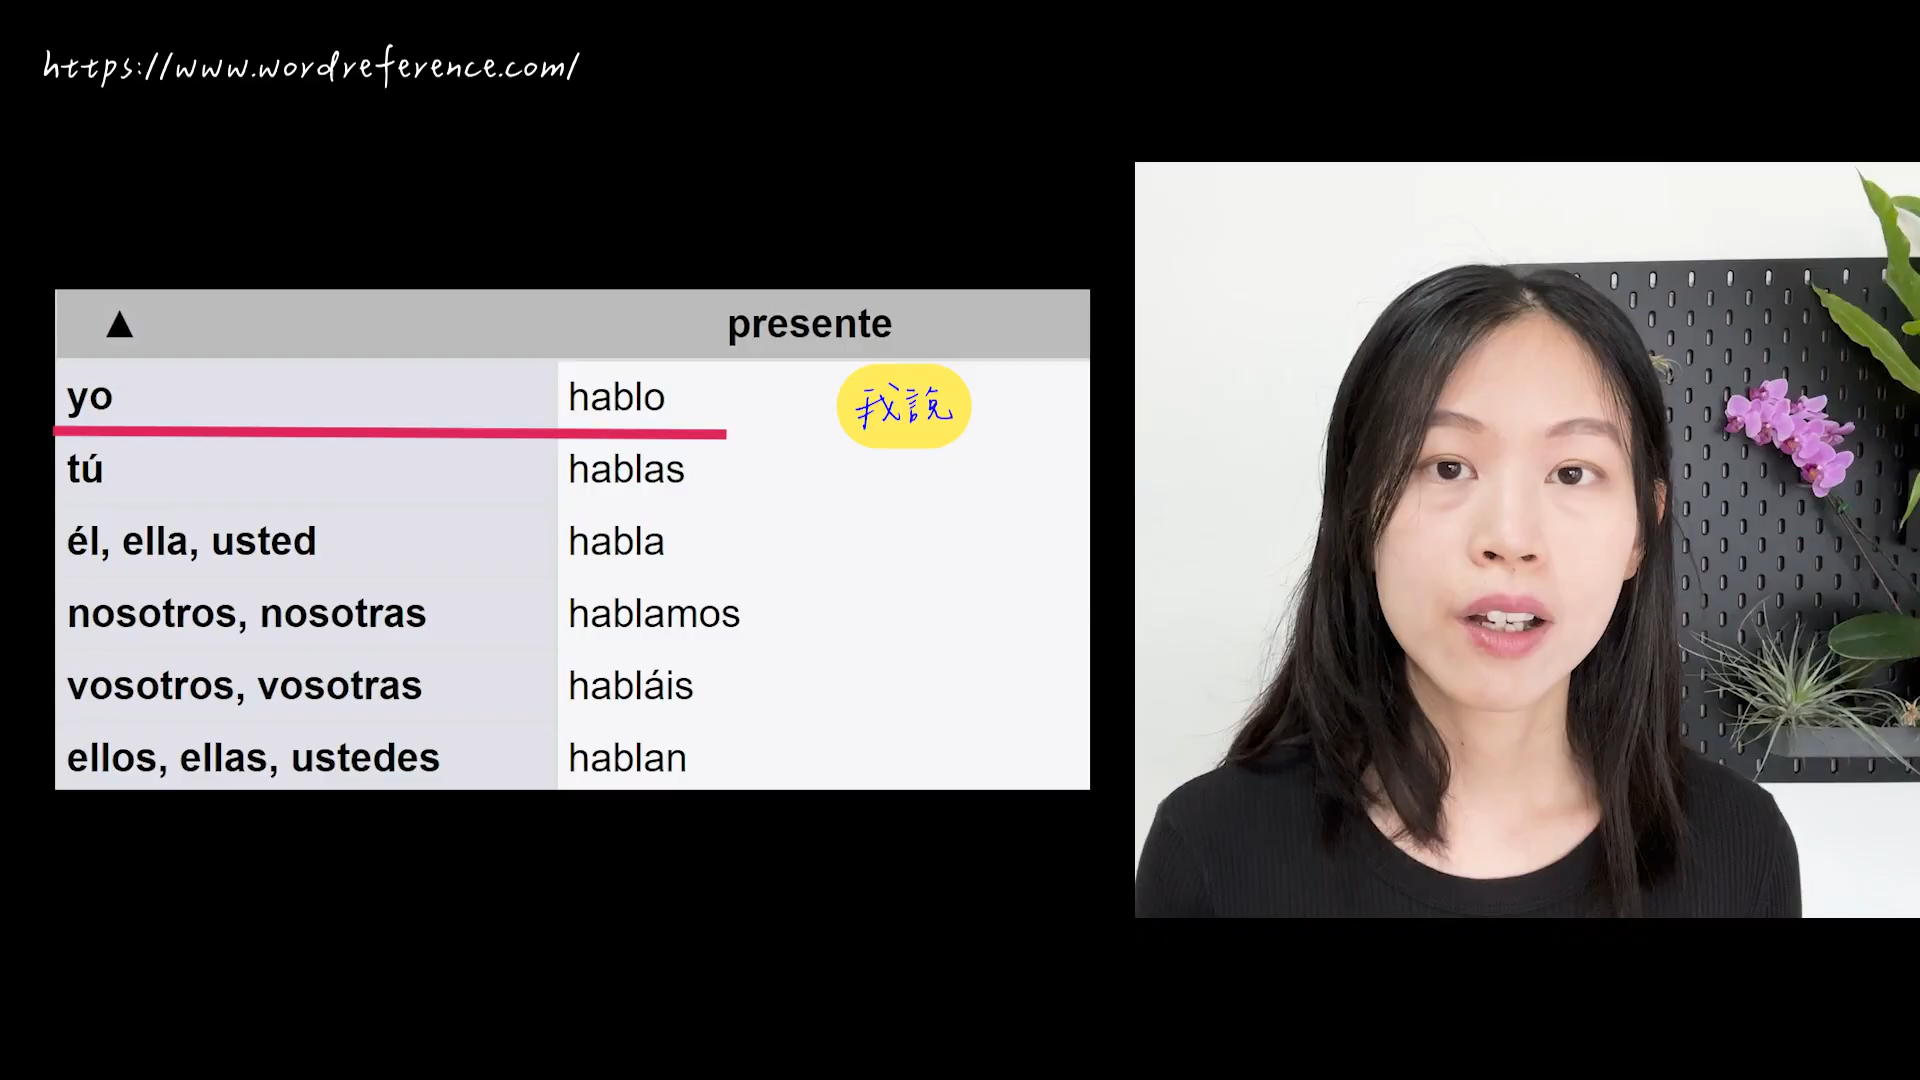 https://www.wordreference.com/
▲ presente
yo hablo 我說
tú hablas
él, ella, usted habla
nosotros, nosotras hablamos
vosotros, vosotras habláis
ellos, ellas, ustedes hablan